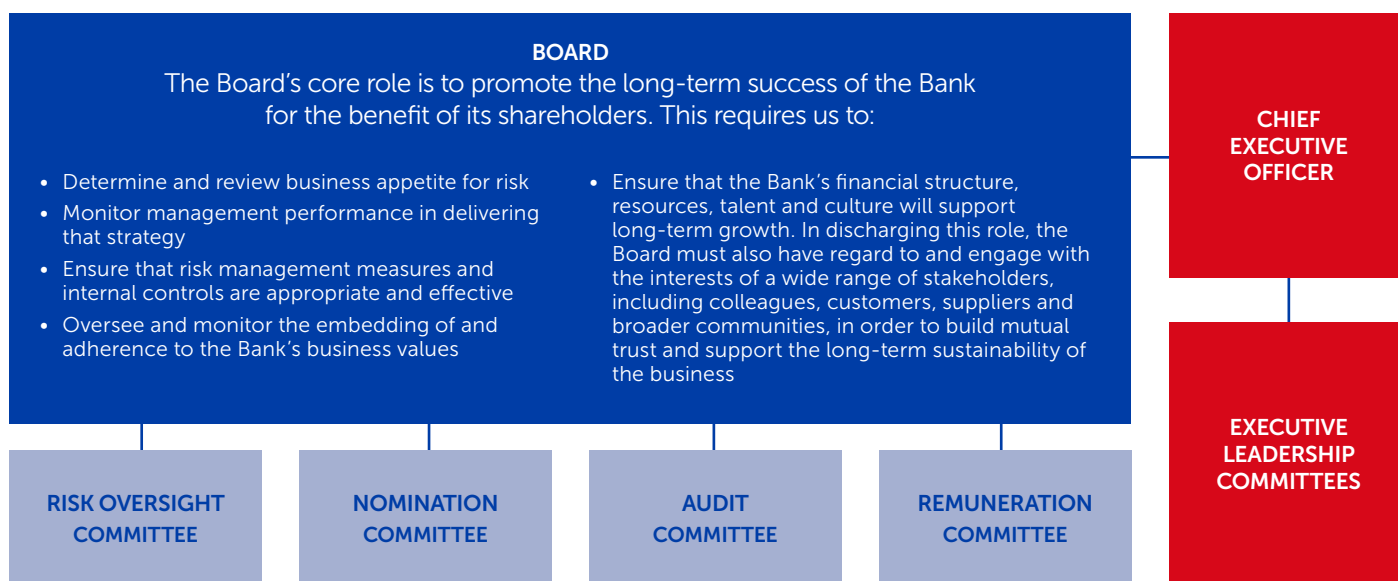 BOARD
The Board’s core role is to promote the long-term success of the Bank
for the benefit of its shareholders. This requires us to:
• Determine and review business appetite for risk
• Monitor management performance in delivering
that strategy
• Ensure that risk management measures and
internal controls are appropriate and effective
• Oversee and monitor the embedding of and
adherence to the Bank’s business values
• Ensure that the Bank’s financial structure,
resources, talent and culture will support
long-term growth. In discharging this role, the
Board must also have regard to and engage with
the interests of a wide range of stakeholders,
including colleagues, customers, suppliers and
broader communities, in order to build mutual
trust and support the long-term sustainability of
the business
CHIEF
EXECUTIVE
OFFICER
EXECUTIVE
LEADERSHIP
COMMITTEES
RISK OVERSIGHT
COMMITTEE
NOMINATION
COMMITTEE
AUDIT
COMMITTEE
REMUNERATION
COMMITTEE